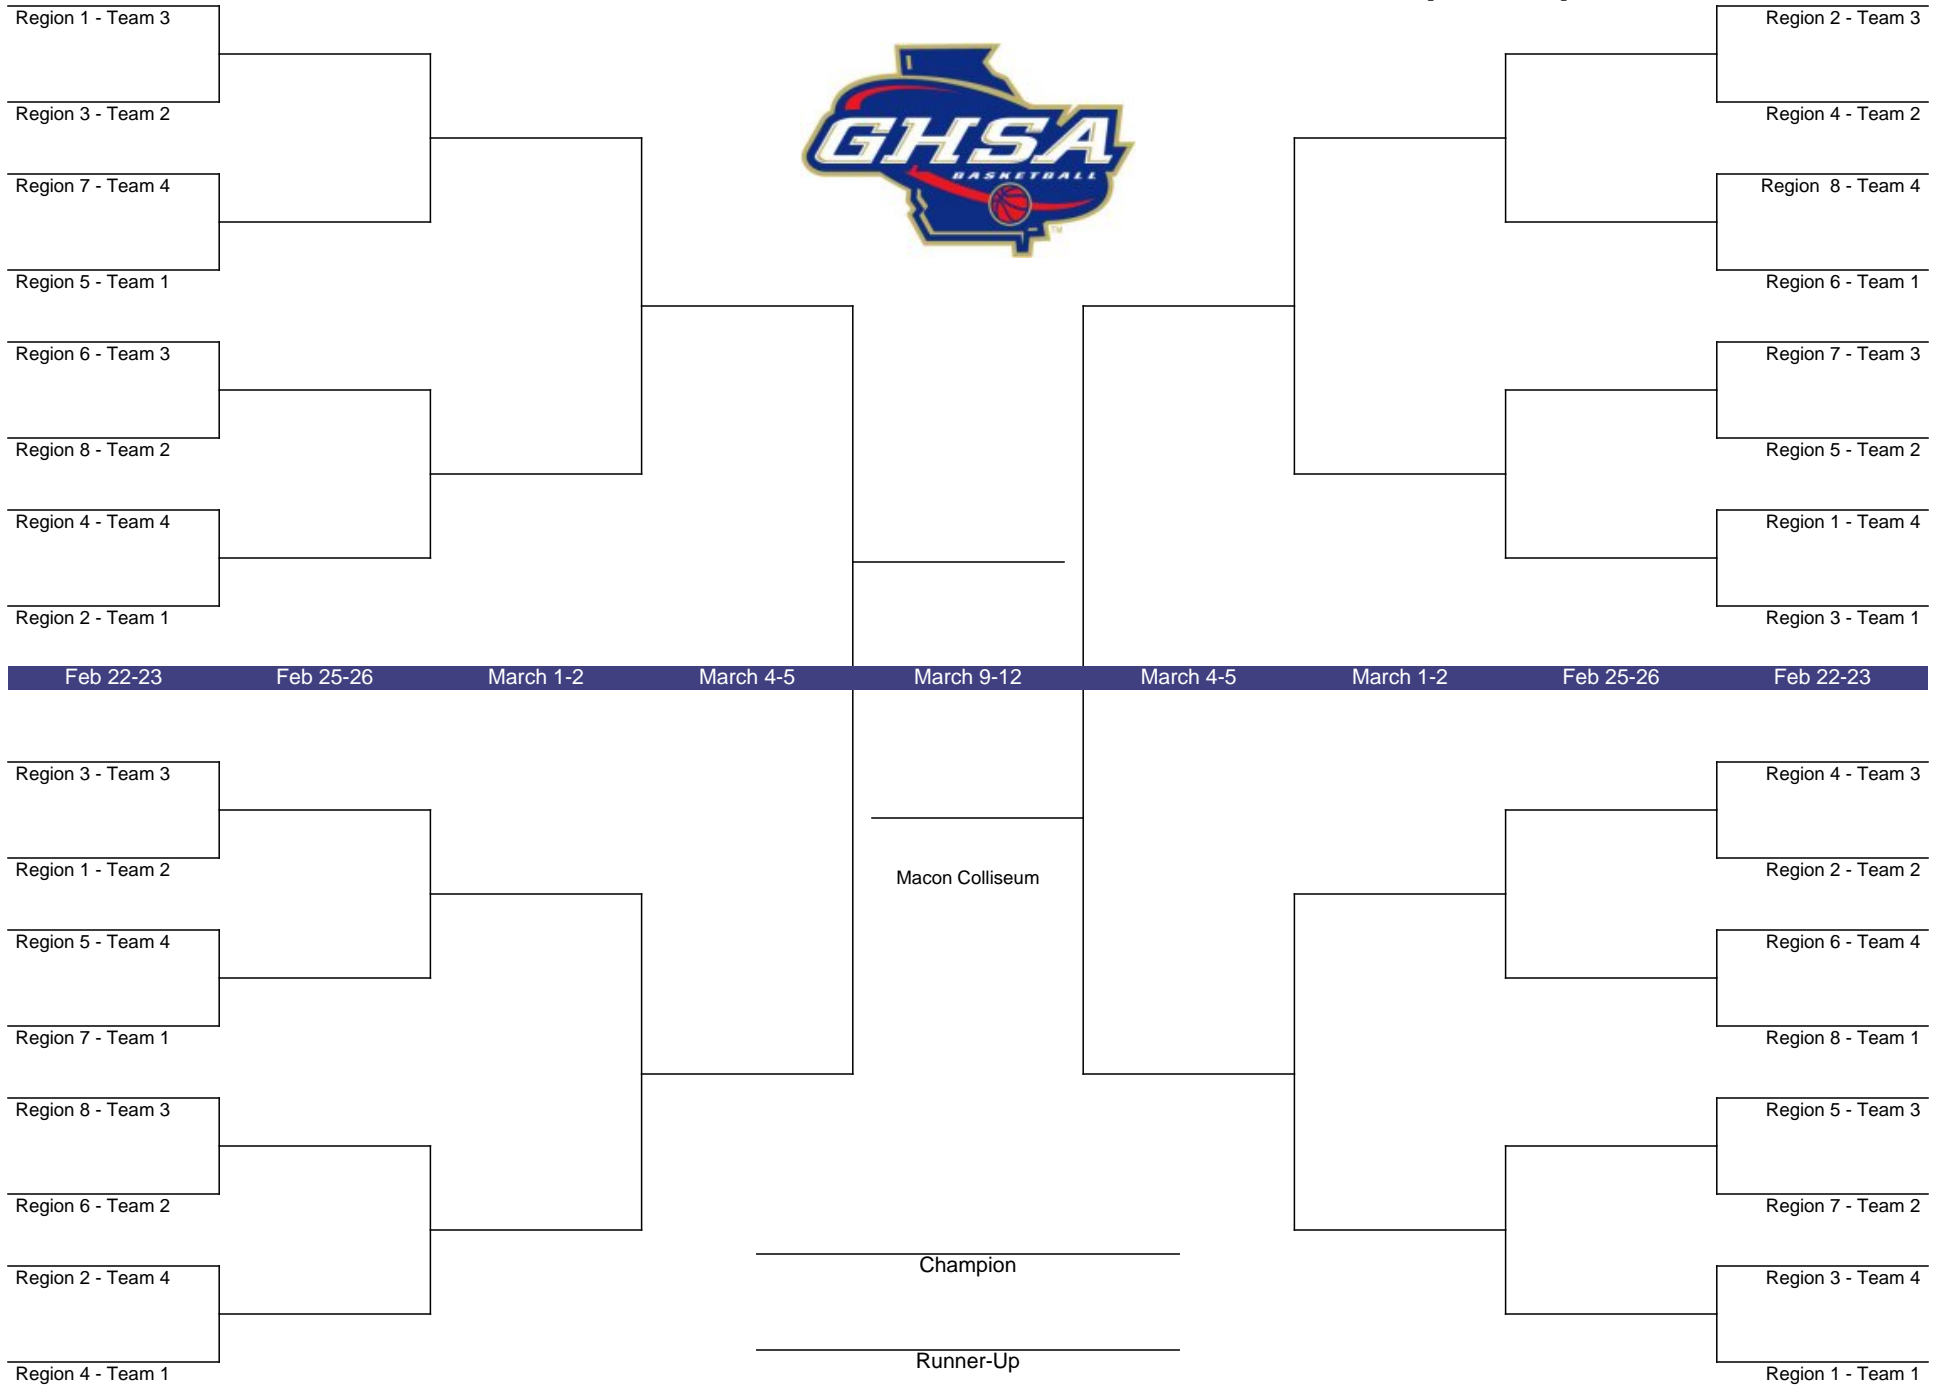 Region 1 - Team 3
Region 3 - Team 2
Region 7 - Team 4
Region 5 - Team 1
Region 6 - Team 3
Region 8 - Team 2
Region 4 - Team 4
Region 2 - Team 1
GHSA
BASKETBALL
TM
Region 2 - Team 3
Region 4 - Team 2
Region  8 - Team 4
Region 6 - Team 1
Region 7 - Team 3
Region 5 - Team 2
Region 1 - Team 4
Region 3 - Team 1
Feb 22-23 Feb 25-26 March 1-2 March 4-5 March 9-12 March 4-5 March 1-2 Feb 25-26 Feb 22-23
Region 3 - Team 3
Region 1 - Team 2
Region 5 - Team 4
Region 7 - Team 1
Region 8 - Team 3
Region 6 - Team 2
Region 2 - Team 4
Region 4 - Team 1
Macon Colliseum
Champion
Runner-Up
Region 4 - Team 3
Region 2 - Team 2
Region 6 - Team 4
Region 8 - Team 1
Region 5 - Team 3
Region 7 - Team 2
Region 3 - Team 4
Region 1 - Team 1